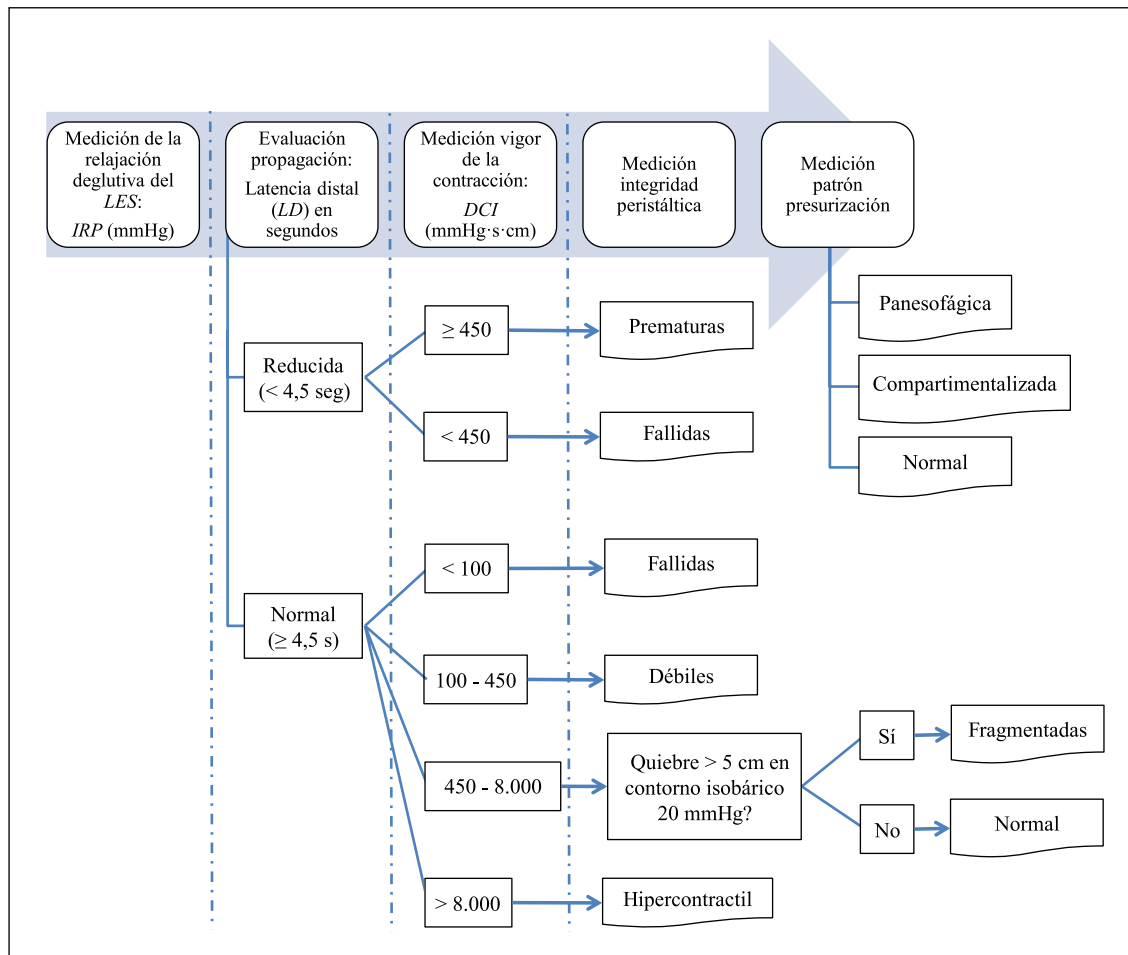 Medición de la
relajación
deglutiva del
LES:
IRP (mmHg)
Evaluación
propagación:
Latencia distal
(LD) en
segundos
Medición vigor
de la
contracción:
DCI
(mmHg·s·cm)
Medición
integridad
peristáltica
Medición
patrón
presurización
Reducida
(< 4,5 seg)
≥ 450
Prematuras
< 450
Fallidas
Panesofágica
Compartimentalizada
Normal
Normal
(≥ 4,5 s)
< 100
Fallidas
100 - 450
Débiles
450 - 8.000
Quiebre > 5 cm en
contorno isobárico
20 mmHg?
Sí
Fragmentadas
No
Normal
> 8.000
Hipercontractil